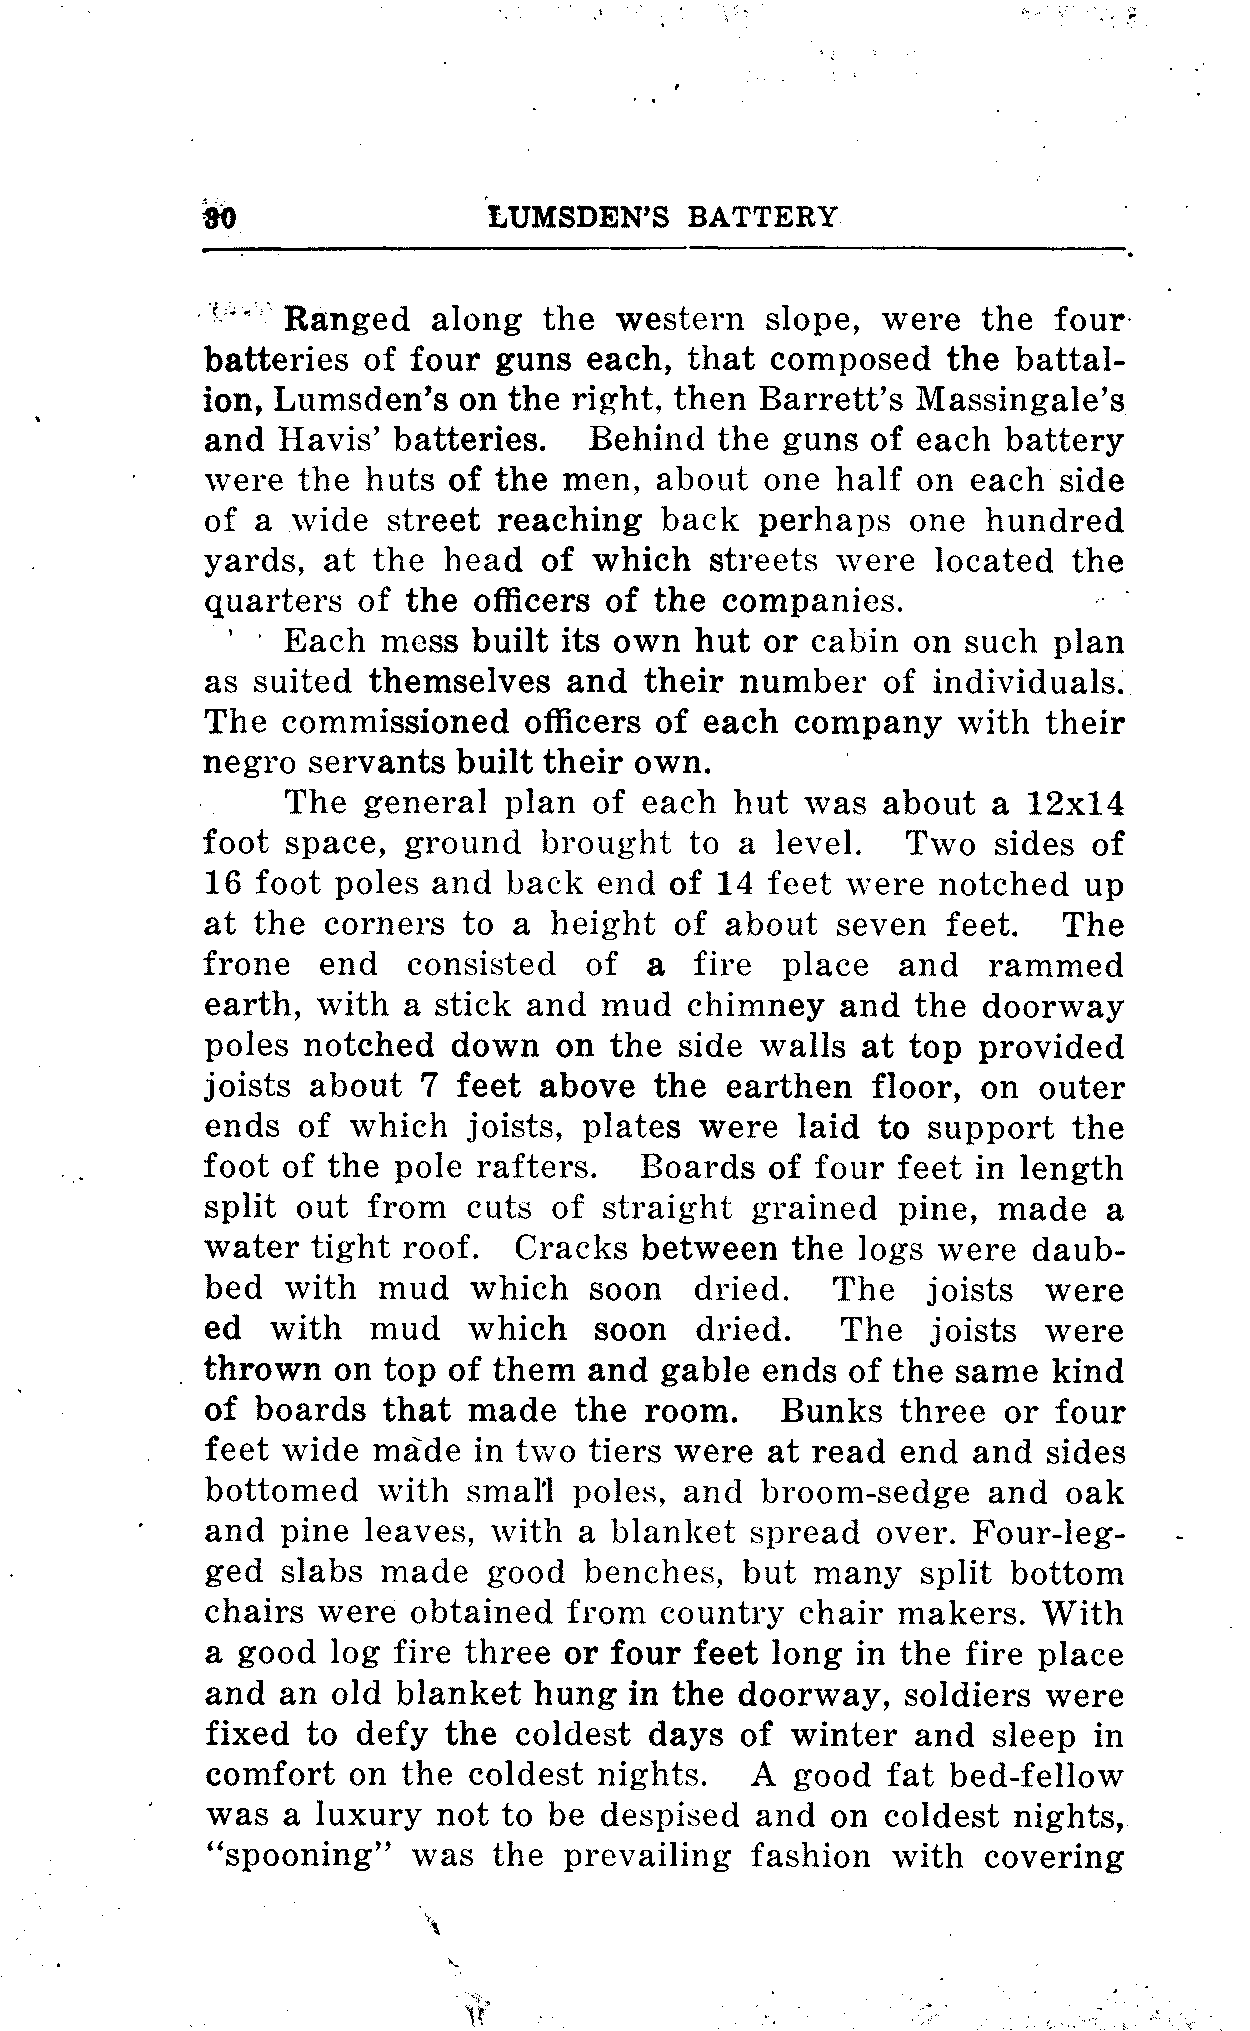 30 LUMSDEN'S BATTERY
Ranged along the western slope, were the four
batteries of four guns each, that composed the battal-
ion, Lumsden's on the right, then Barrett's Massingale's
and Havis' batteries. Behind the guns of each battery
were the huts of the men, about one half on each side
of a wide street reaching back perhaps one hundred
yards, at the head of which streets were located the
quarters of the officers of the companies.
Each mess built its own hut or cabin on such plan
as suited themselves and their number of individuals.
The commissioned officers of each company with their
negro servants built their own.
The general plan of each hut was about a 12x14
foot space, ground brought to a level. Two sides of
16 foot poles and back end of 14 feet were notched up
at the corners to a height of about seven feet. The
frone end consisted of a fire place and rammed
earth, with a stick and mud chimney and the doorway
poles notched down on the side walls at top provided
joists about 7 feet above the earthen floor, on outer
ends of which joists, plates were laid to support the
foot of the pole rafters. Boards of four feet in length
split out from cuts of straight grained pine, made a
water tight roof. Cracks between the logs were daub-
bed with mud which soon dried. The joists were
ed with mud which soon dried. The joists were
thrown on top of them and gable ends of the same kind
of boards that made the room. Bunks three or four
feet wide made in two tiers were at read end and sides
bottomed with small poles, and broom-sedge and oak
and pine leaves, with a blanket spread over. Four-leg-
ged slabs made good benches, but many split bottom
chairs were obtained from country chair makers. With
a good log fire three or four feet long in the fire place
and an old blanket hung in the doorway, soldiers were
fixed to defy the coldest days of winter and sleep in
comfort on the coldest nights. A good fat bed-fellow
was a luxury not to be despised and on coldest nights,
"spooning" was the prevailing fashion with covering